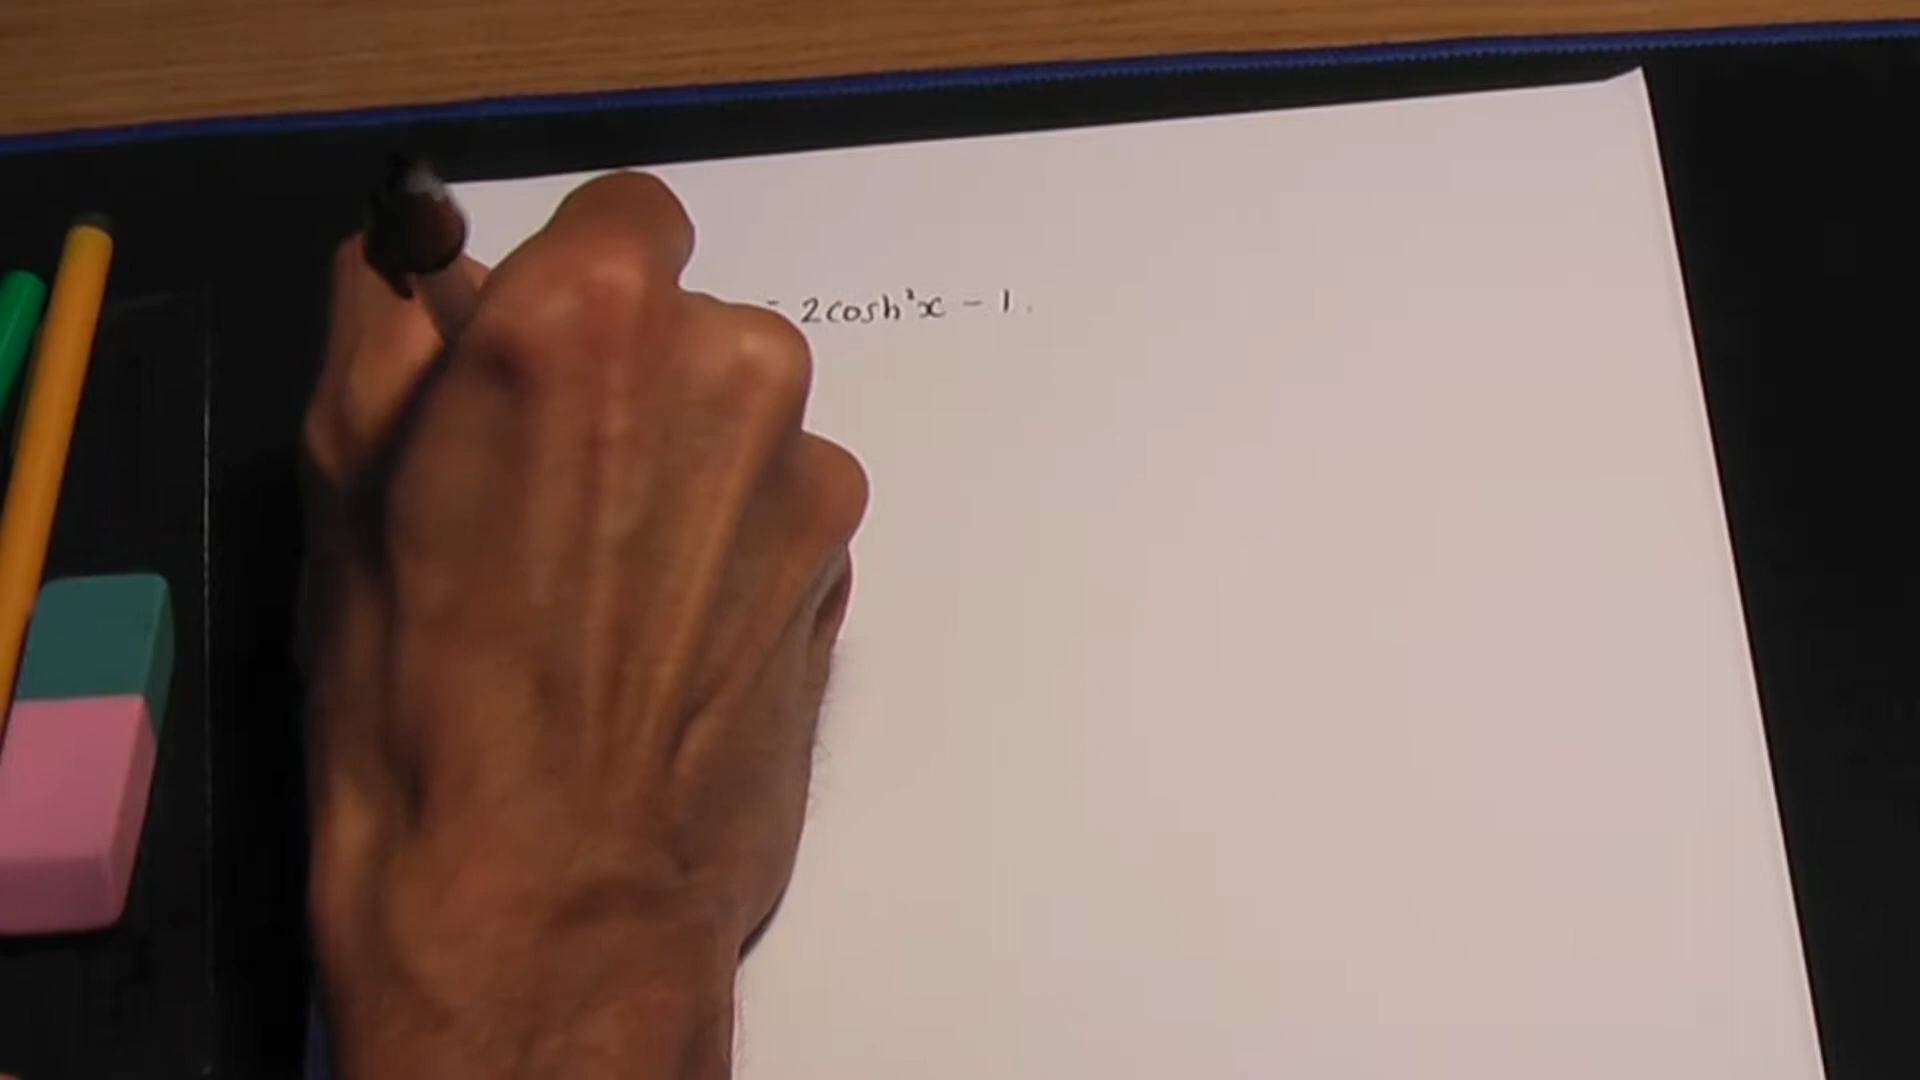 = 2cosh²x - 1.